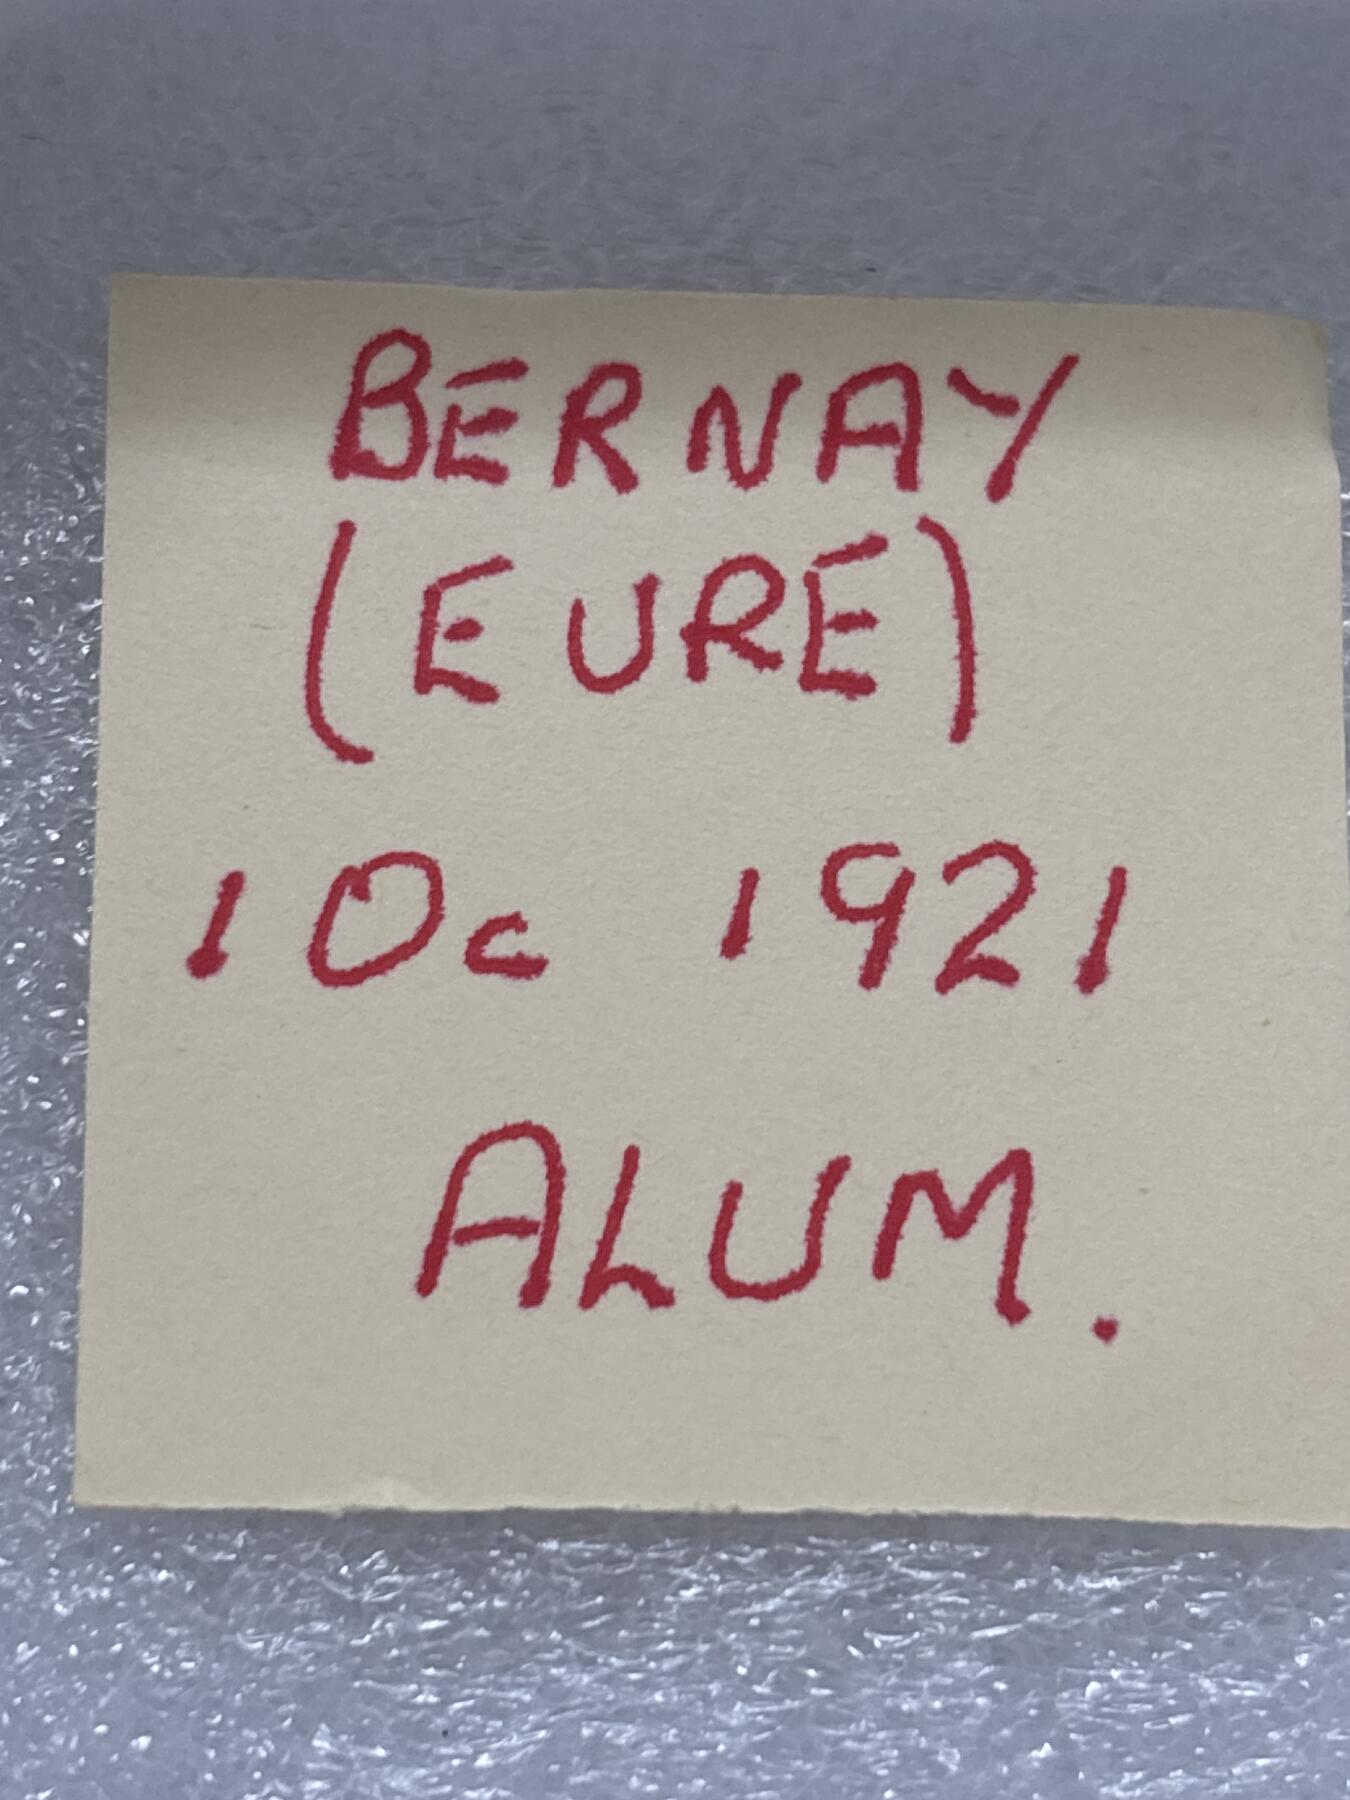 BERNAY
(EURE)
10c 1921
ALUM.